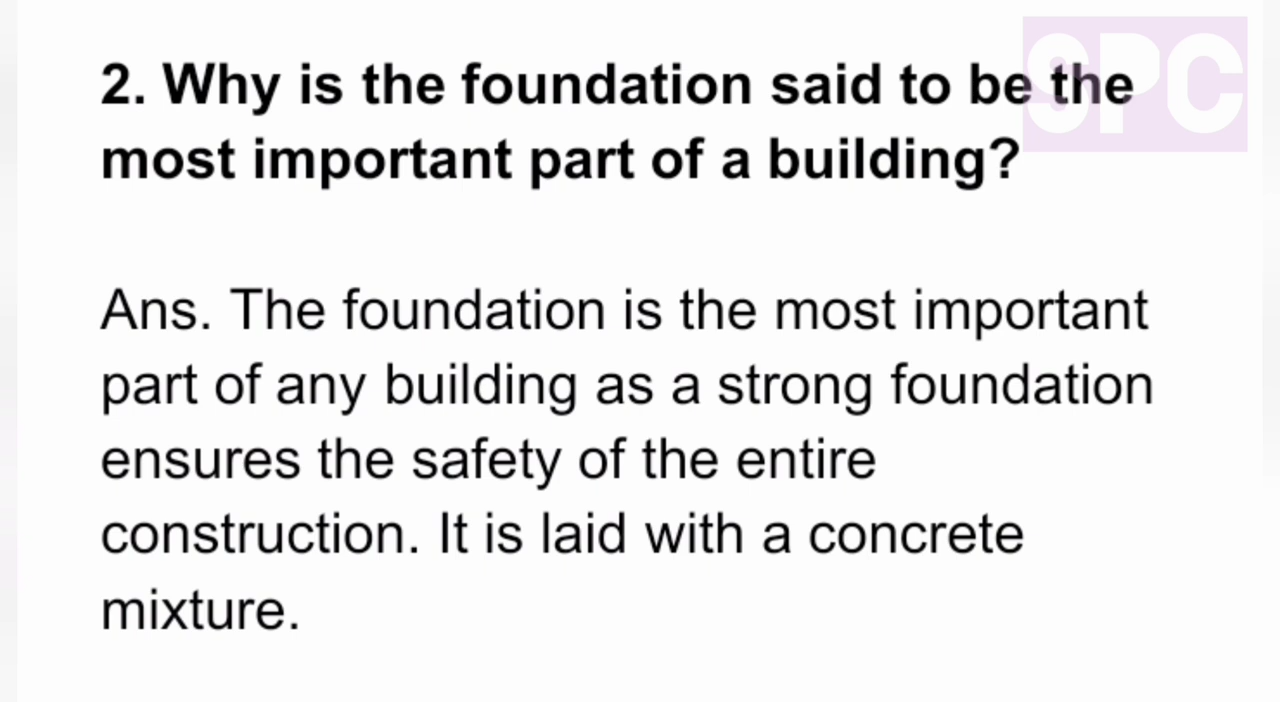 SPC
2. Why is the foundation said to be the
most important part of a building?
Ans. The foundation is the most important
part of any building as a strong foundation
ensures the safety of the entire
construction. It is laid with a concrete
mixture.